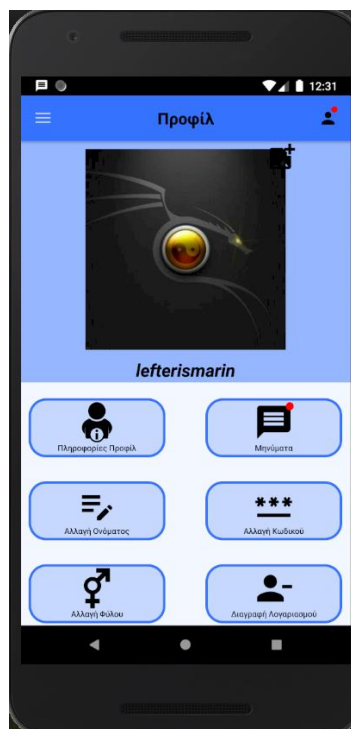 12:31
Προφίλ
lefterismarin
Πληροφορίες Προφίλ
Μηνύματα
Αλλαγή Ονόματος
***
Αλλαγή Κωδικού
Αλλαγή Φύλου
Διαγραφή Λογαριασμού